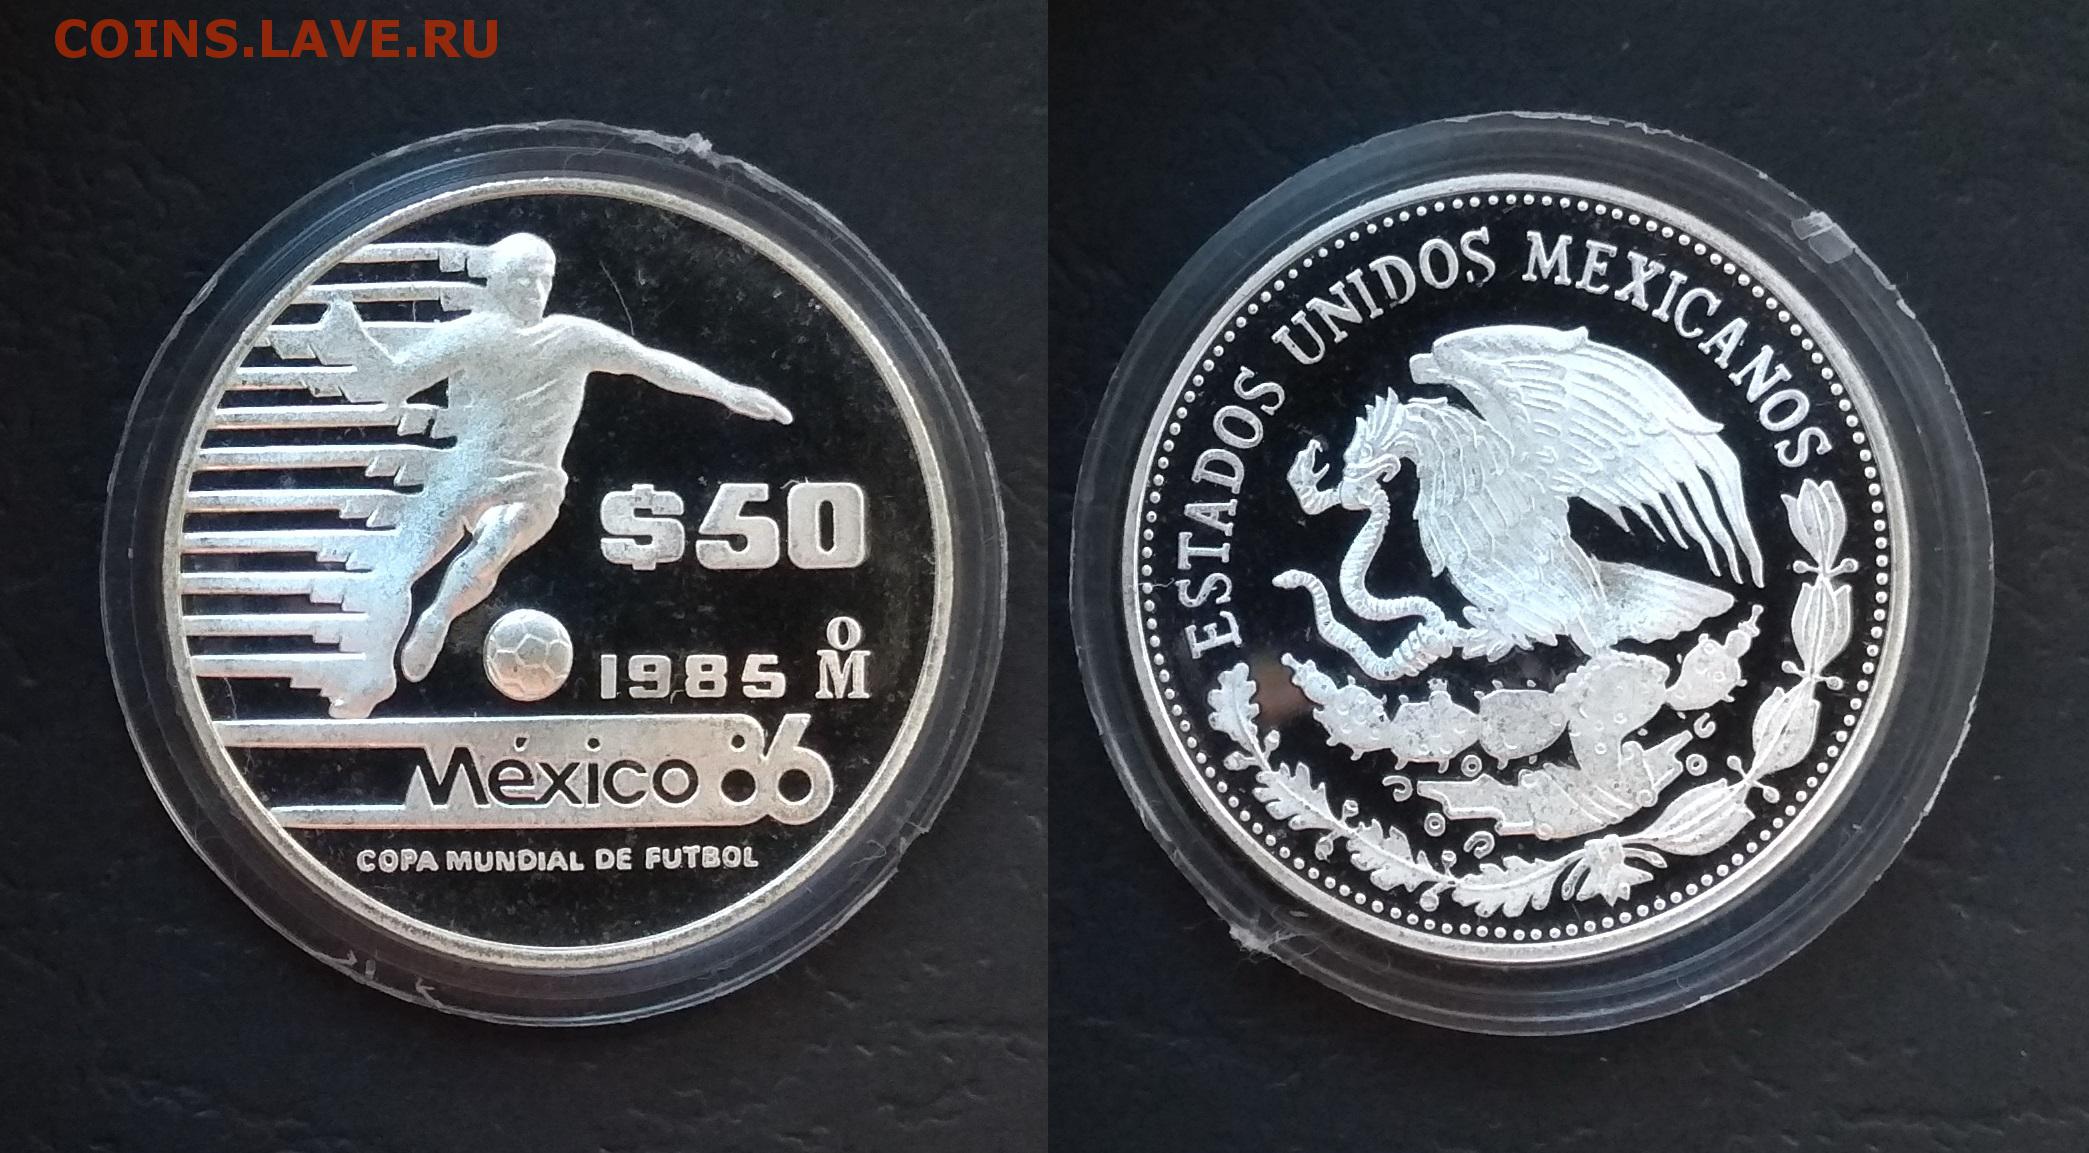 COINS.LAVE.RU
$50
1985 M̊
México 86
COPA MUNDIAL DE FUTBOL
ESTADOS UNIDOS MEXICANOS